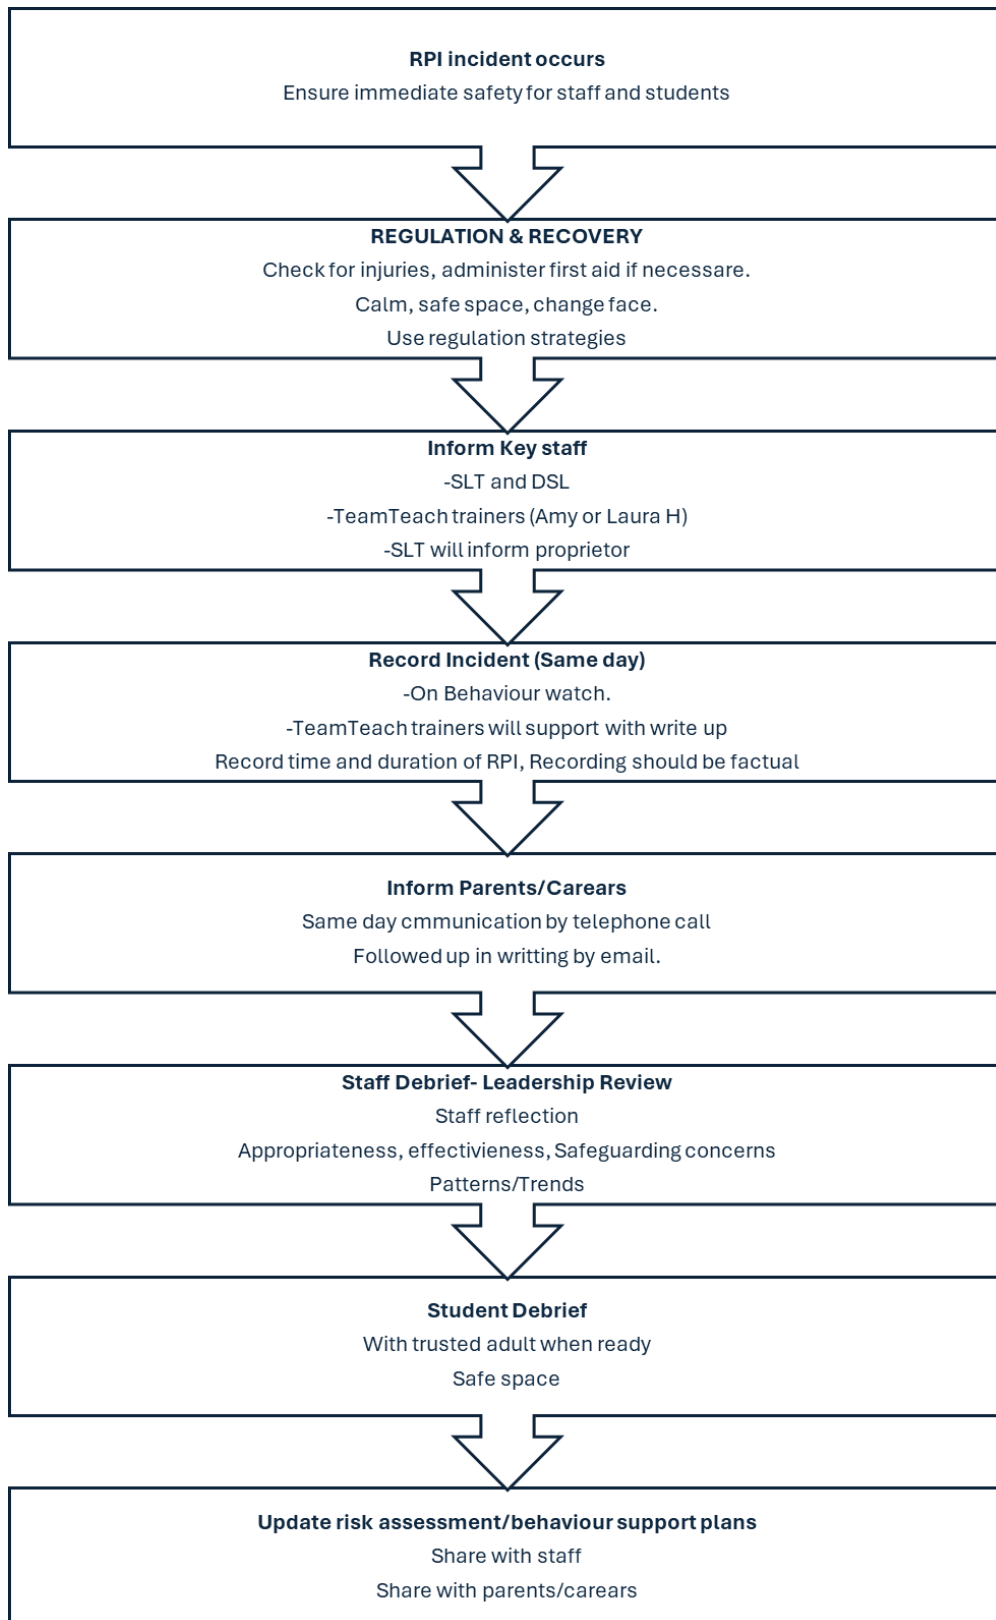 RPI incident occurs
Ensure immediate safety for staff and students
REGULATION & RECOVERY
Check for injuries, administer first aid if necessare.
Calm, safe space, change face.
Use regulation strategies
Inform Key staff
-SLT and DSL
-TeamTeach trainers (Amy or Laura H)
-SLT will inform proprietor
Record Incident (Same day)
-On Behaviour watch.
-TeamTeach trainers will support with write up
Record time and duration of RPI, Recording should be factual
Inform Parents/Carears
Same day cmmunication by telephone call
Followed up in writting by email.
Staff Debrief- Leadership Review
Staff reflection
Appropriateness, effectivieness, Safeguarding concerns
Patterns/Trends
Student Debrief
With trusted adult when ready
Safe space
Update risk assessment/behaviour support plans
Share with staff
Share with parents/carears